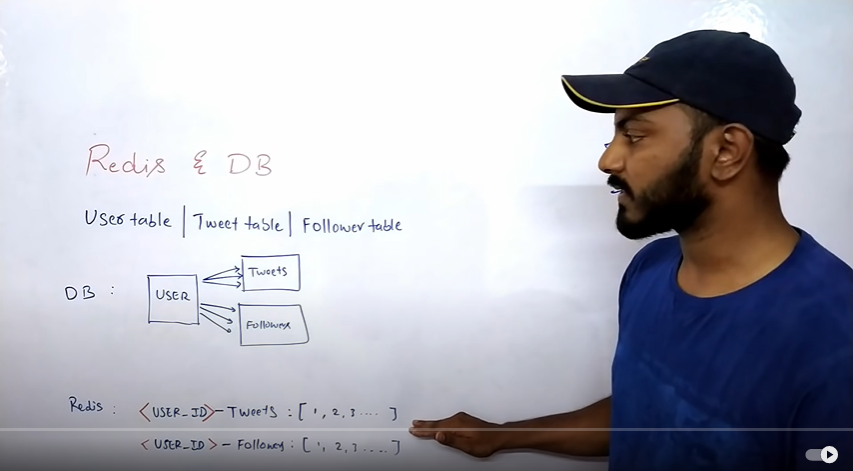 Redis & DB
User table | Tweet table | Follower table
DB :
USER
Tweets
Follower
Redis : <USER_ID> - Tweets : [ 1, 2, 3 .... ]
<USER_ID> - Follower : [ 1, 2, 3 .... ]